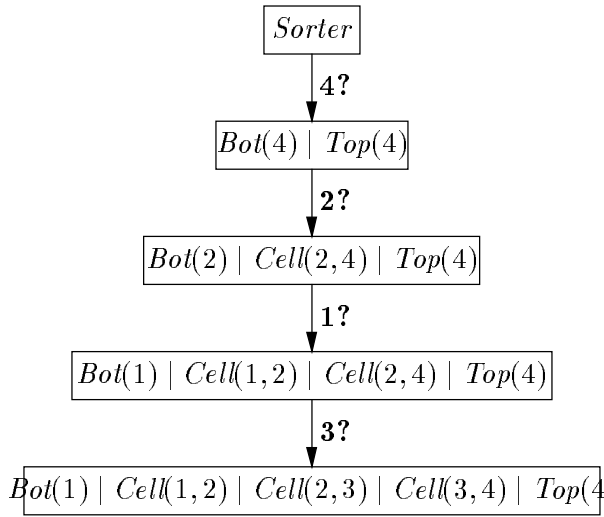 Sorter
4?
Bot(4) | Top(4)
2?
Bot(2) | Cell(2,4) | Top(4)
1?
Bot(1) | Cell(1,2) | Cell(2,4) | Top(4)
3?
Bot(1) | Cell(1,2) | Cell(2,3) | Cell(3,4) | Top(4